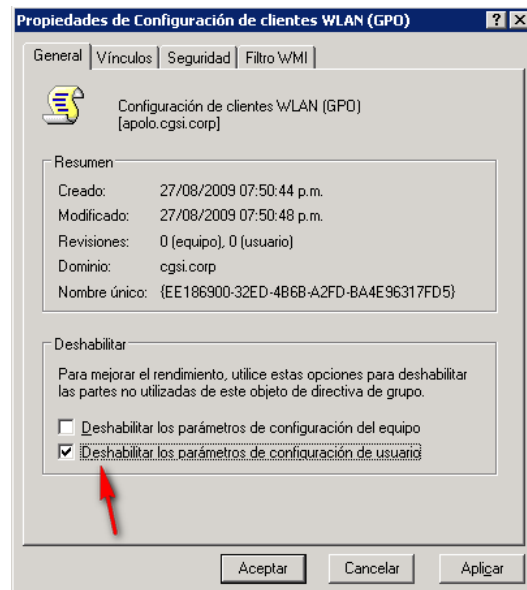 Propiedades de Configuración de clientes WLAN (GPO)
General Vínculos Seguridad Filtro WMI
Configuración de clientes WLAN (GPO)
[apolo.cgsi.corp]
Resumen
Creado: 27/08/2009 07:50:44 p.m.
Modificado: 27/08/2009 07:50:48 p.m.
Revisiones: 0 (equipo), 0 (usuario)
Dominio: cgsi.corp
Nombre único: {EE186900-32ED-4B6B-A2FD-BA4E96317FD5}
Deshabilitar
Para mejorar el rendimiento, utilice estas opciones para deshabilitar
las partes no utilizadas de este objeto de directiva de grupo.
Deshabilitar los parámetros de configuración del equipo
Deshabilitar los parámetros de configuración de usuario
Aceptar Cancelar Aplicar